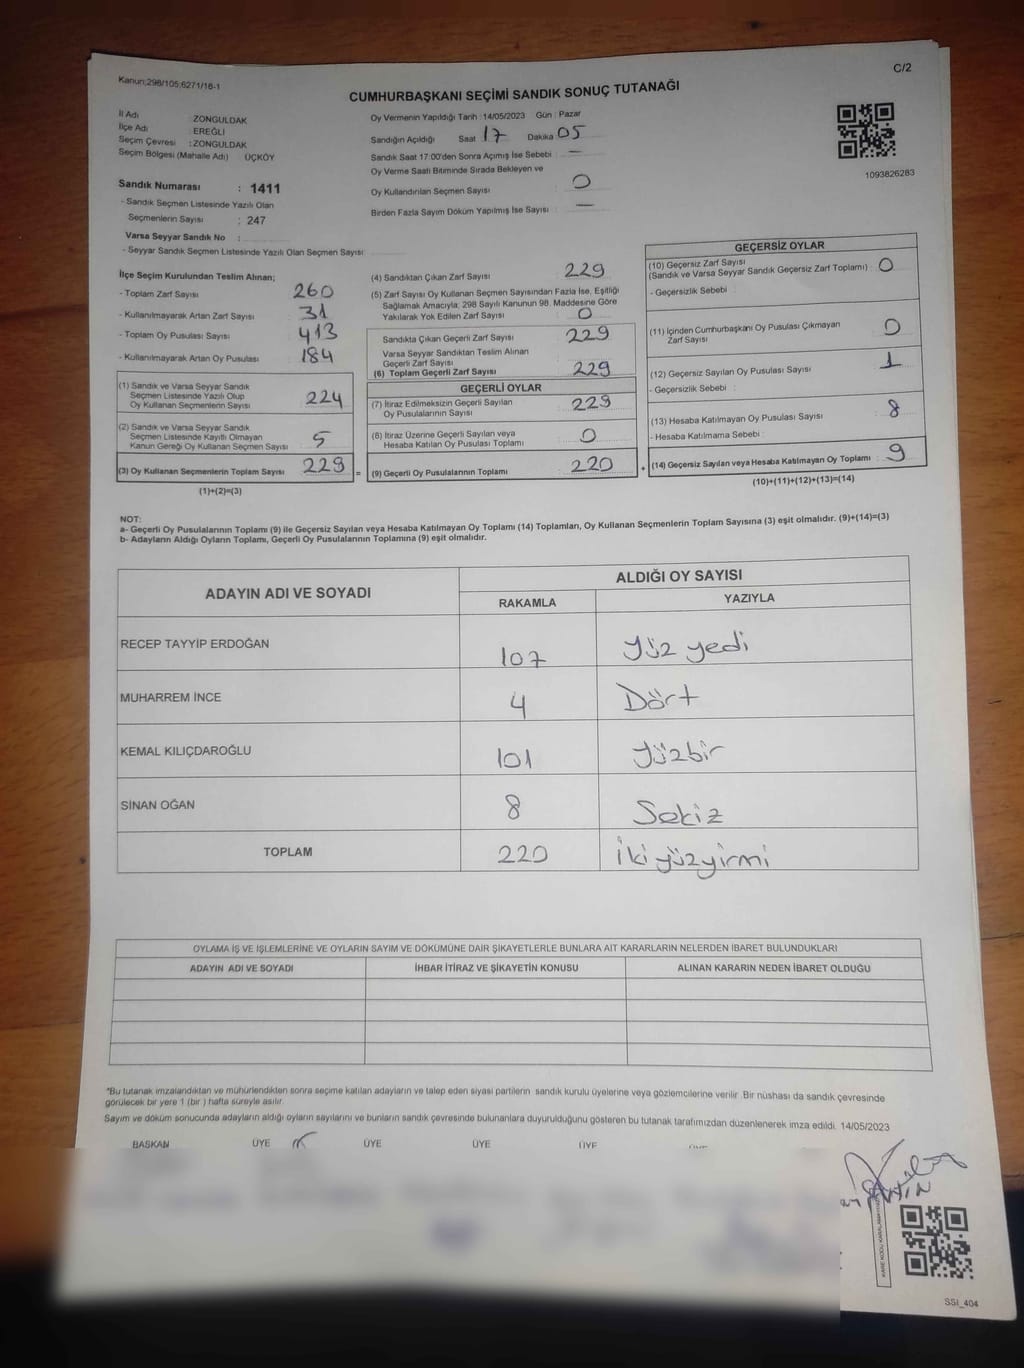 Kanun;298/105;6271/18-1
C/2
CUMHURBAŞKANI SEÇİMİ SANDIK SONUÇ TUTANAĞI
İl Adı ZONGULDAK
İlçe Adı : EREĞLİ
Seçim Çevresi : ZONGULDAK
Seçim Bölgesi (Mahalle Adı) ÜÇKÖY
Oy Vermenin Yapıldığı Tarih :14/05/2023 Gün : Pazar
Sandığın Açıldığı Saat 17 Dakika 05
Sandık Saat 17:00'den Sonra Açımış İse Sebebi : —
Oy Verme Saati Bitiminde Sırada Bekleyen ve
Oy Kullandırılan Seçmen Sayısı : 0
Birden Fazla Sayım Döküm Yapılmış İse Sayısı : —
1093826283
Sandık Numarası : 1411
- Sandık Seçmen Listesinde Yazılı Olan
Seçmenlerin Sayısı : 247
Varsa Seyyar Sandık No :
- Seyyar Sandık Seçmen Listesinde Yazılı Olan Seçmen Sayısı
İlçe Seçim Kurulundan Teslim Alınan;
- Toplam Zarf Sayısı 260
- Kullanılmayarak Artan Zarf Sayısı 31
- Toplam Oy Pusulası Sayısı 413
- Kullanılmayarak Artan Oy Pusulası 184
(1) Sandık ve Varsa Seyyar Sandık
Seçmen Listesinde Yazılı Olup
Oy Kullanan Seçmenlerin Sayısı 224
(2) Sandık ve Varsa Seyyar Sandık
Seçmen Listesinde Kayıtlı Olmayan
Kanun Gereği Oy Kullanan Seçmen Sayısı 5
(3) Oy Kullanan Seçmenlerin Toplam Sayısı 229 =
(1)+(2)=(3)
(4) Sandıktan Çıkan Zarf Sayısı 229
(5) Zarf Sayısı Oy Kullanan Seçmen Sayısından Fazla İse, Eşitliği
Sağlamak Amacıyla; 298 Sayılı Kanunun 98. Maddesine Göre
Yakılarak Yok Edilen Zarf Sayısı : 0
Sandıkta Çıkan Geçerli Zarf Sayısı : 229
Varsa Seyyar Sandıktan Teslim Alınan
Geçerli Zarf Sayısı
(6) Toplam Geçerli Zarf Sayısı 229
GEÇERLİ OYLAR
(7) İtiraz Edilmeksizin Geçerli Sayılan
Oy Pusulalarının Sayısı 229
(8) İtiraz Üzerine Geçerli Sayılan veya
Hesaba Katılan Oy Pusulası Toplamı 0
(9) Geçerli Oy Pusulalarının Toplamı 220 +
GEÇERSİZ OYLAR
(10) Geçersiz Zarf Sayısı
(Sandık ve Varsa Seyyar Sandık Geçersiz Zarf Toplamı) : 0
- Geçersizlik Sebebi :
(11) İçinden Cumhurbaşkanı Oy Pusulası Çıkmayan
Zarf Sayısı 0
(12) Geçersiz Sayılan Oy Pusulası Sayısı : 1
- Geçersizlik Sebebi :
(13) Hesaba Katılmayan Oy Pusulası Sayısı 8
- Hesaba Katılmama Sebebi :
(14) Geçersiz Sayılan veya Hesaba Katılmayan Oy Toplamı : 9
(10)+(11)+(12)+(13)=(14)
NOT:
a- Geçerli Oy Pusulalarının Toplamı (9) ile Geçersiz Sayılan veya Hesaba Katılmayan Oy Toplamı (14) Toplamları, Oy Kullanan Seçmenlerin Toplam Sayısına (3) eşit olmalıdır. (9)+(14)=(3)
b- Adayların Aldığı Oyların Toplamı, Geçerli Oy Pusulalarının Toplamına (9) eşit olmalıdır.
ADAYIN ADI VE SOYADI ALDIĞI OY SAYISI
RAKAMLA YAZIYLA
RECEP TAYYİP ERDOĞAN 107 Yüz yedi
MUHARREM İNCE 4 Dört
KEMAL KILIÇDAROĞLU 101 Yüzbir
SİNAN OĞAN 8 Sekiz
TOPLAM 220 İkiyüzyirmi
OYLAMA İŞ VE İŞLEMLERİNE VE OYLARIN SAYIM VE DÖKÜMÜNE DAİR ŞİKAYETLERLE BUNLARA AİT KARARLARIN NELERDEN İBARET BULUNDUKLARI
ADAYIN ADI VE SOYADI İHBAR İTİRAZ VE ŞİKAYETİN KONUSU ALINAN KARARIN NEDEN İBARET OLDUĞU
*Bu tutanak imzalandıktan ve mühürlendikten sonra seçime katılan adayların ve talep eden siyasi partilerin sandık kurulu üyelerine veya gözlemcilerine verilir. Bir nüshası da sandık çevresinde
görülecek bir yere 1 (bir ) hafta süreyle asılır.
Sayım ve döküm sonucunda adayların aldığı oyların sayılarını ve bunların sandık çevresinde bulunanlara duyurulduğunu gösteren bu tutanak tarafımızdan düzenlenerek imza edildi. 14/05/2023
BAŞKAN ÜYE ÜYE ÜYE ÜYE
SSI_404